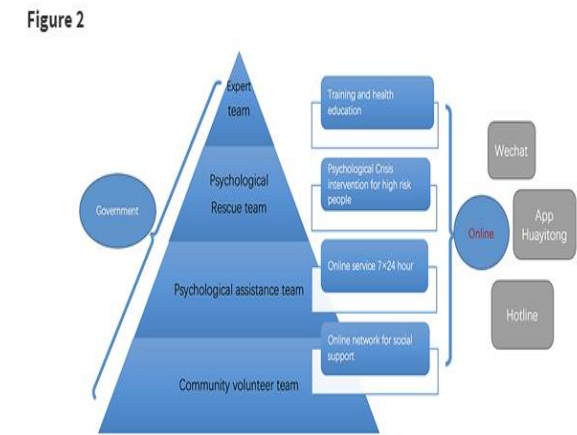 Figure 2
Expert
team
Psychological
Rescue team
Psychological assistance team
Community volunteer team
Government
Training and health
education
Psychological Crisis
intervention for high risk
people
Online service 7×24 hour
Online network for social
support
Online
Wechat
App
Huayitong
Hotline